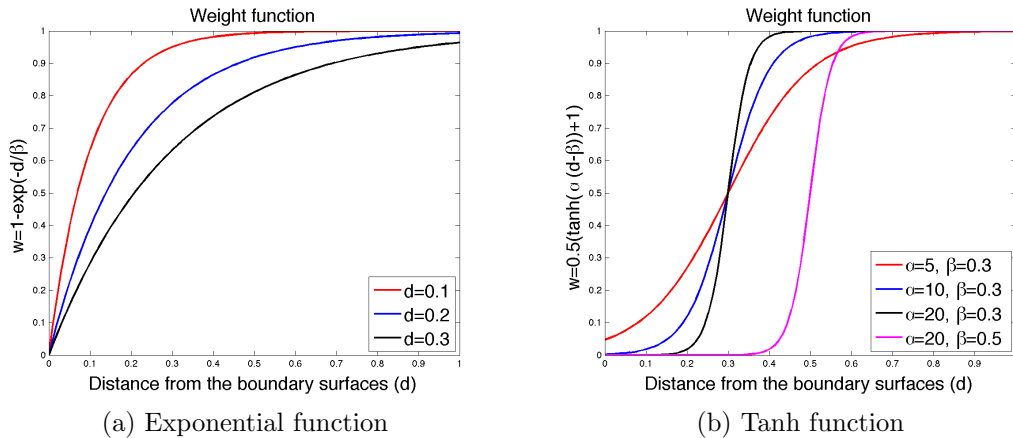 Weight function
w=1-exp(-d/β)
1
0.9
0.8
0.7
0.6
0.5
0.4
0.3
0.2
0.1
0
0 0.1 0.2 0.3 0.4 0.5 0.6 0.7 0.8 0.9 1
d=0.1
d=0.2
d=0.3
Distance from the boundary surfaces (d)
(a) Exponential function
Weight function
w=0.5(tanh( α (d-β))+1)
1
0.9
0.8
0.7
0.6
0.5
0.4
0.3
0.2
0.1
0
0 0.1 0.2 0.3 0.4 0.5 0.6 0.7 0.8 0.9
α=5, β=0.3
α=10, β=0.3
α=20, β=0.3
α=20, β=0.5
Distance from the boundary surfaces (d)
(b) Tanh function